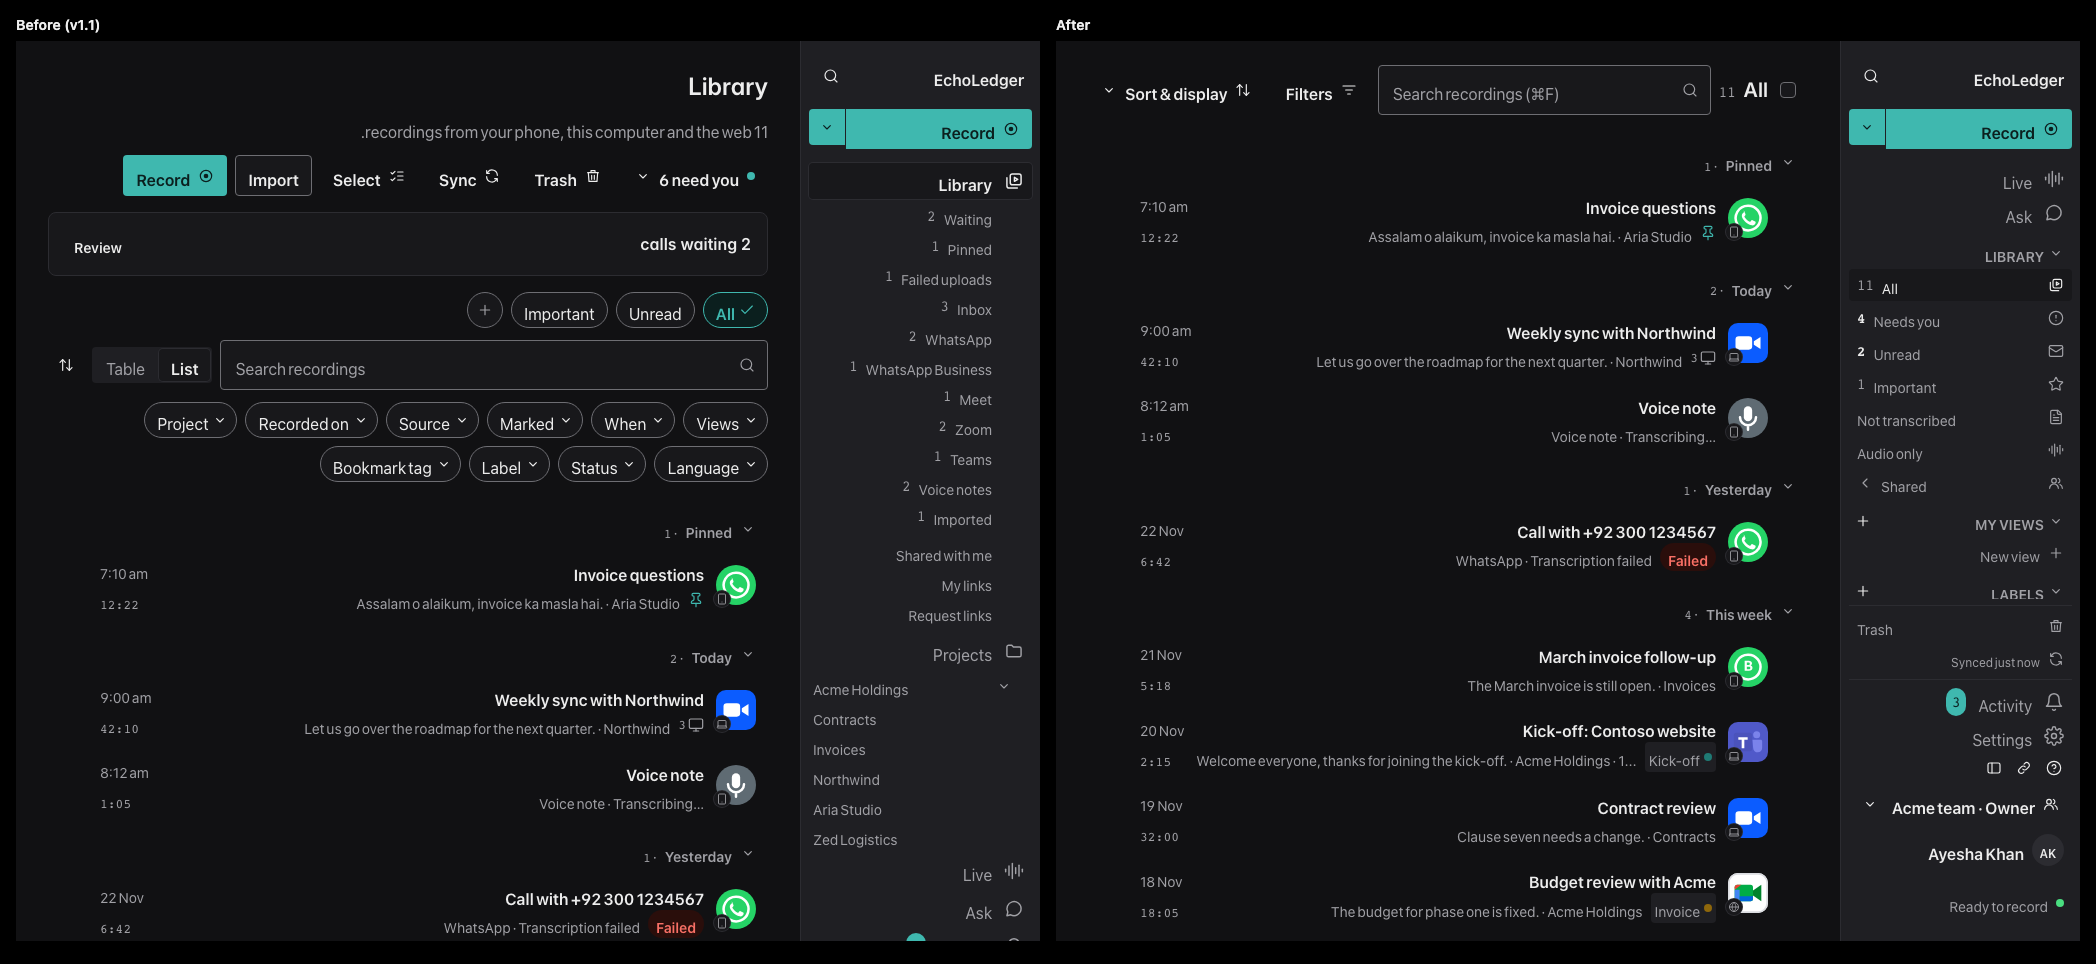 Before (v1.1)
Library
.recordings from your phone, this computer and the web 11
Record
Import
Select
Sync
Trash
6 need you
calls waiting 2
Review
All
Unread
Important
Search recordings
List
Table
Views
When
Marked
Source
Recorded on
Project
Language
Status
Label
Bookmark tag
Pinned · 1
Invoice questions
7:10 am
Assalam o alaikum, invoice ka masla hai. · Aria Studio
12:22
Today · 2
Weekly sync with Northwind
9:00 am
3
Let us go over the roadmap for the next quarter. · Northwind
42:10
Voice note
8:12 am
Voice note · Transcribing...
1:05
Yesterday · 1
Call with +92 300 1234567
22 Nov
Failed
WhatsApp · Transcription failed
6:42
EchoLedger
Record
Library
Waiting 2
Pinned 1
Failed uploads 1
Inbox 3
WhatsApp 2
WhatsApp Business 1
Meet 1
Zoom 2
Teams 1
Voice notes 2
Imported 1
Shared with me
My links
Request links
Projects
Acme Holdings
Contracts
Invoices
Northwind
Aria Studio
Zed Logistics
Live
Ask
After
All 11
Search recordings (⌘F)
Filters
Sort & display
Pinned · 1
Invoice questions
7:10 am
Assalam o alaikum, invoice ka masla hai. · Aria Studio
12:22
Today · 2
Weekly sync with Northwind
9:00 am
3
Let us go over the roadmap for the next quarter. · Northwind
42:10
Voice note
8:12 am
Voice note · Transcribing...
1:05
Yesterday · 1
Call with +92 300 1234567
22 Nov
Failed
WhatsApp · Transcription failed
6:42
This week · 4
B
March invoice follow-up
21 Nov
The March invoice is still open. · Invoices
5:18
T
Kick-off: Contoso website
20 Nov
Kick-off
Welcome everyone, thanks for joining the kick-off. · Acme Holdings · 1...
2:15
Contract review
19 Nov
Clause seven needs a change. · Contracts
32:00
Budget review with Acme
18 Nov
Invoice
The budget for phase one is fixed. · Acme Holdings
18:05
EchoLedger
Record
Live
Ask
LIBRARY
All 11
Needs you 4
Unread 2
Important 1
Not transcribed
Audio only
Shared
MY VIEWS
New view
LABELS
Trash
Synced just now
Activity 3
Settings
Acme team · Owner
AK Ayesha Khan
Ready to record